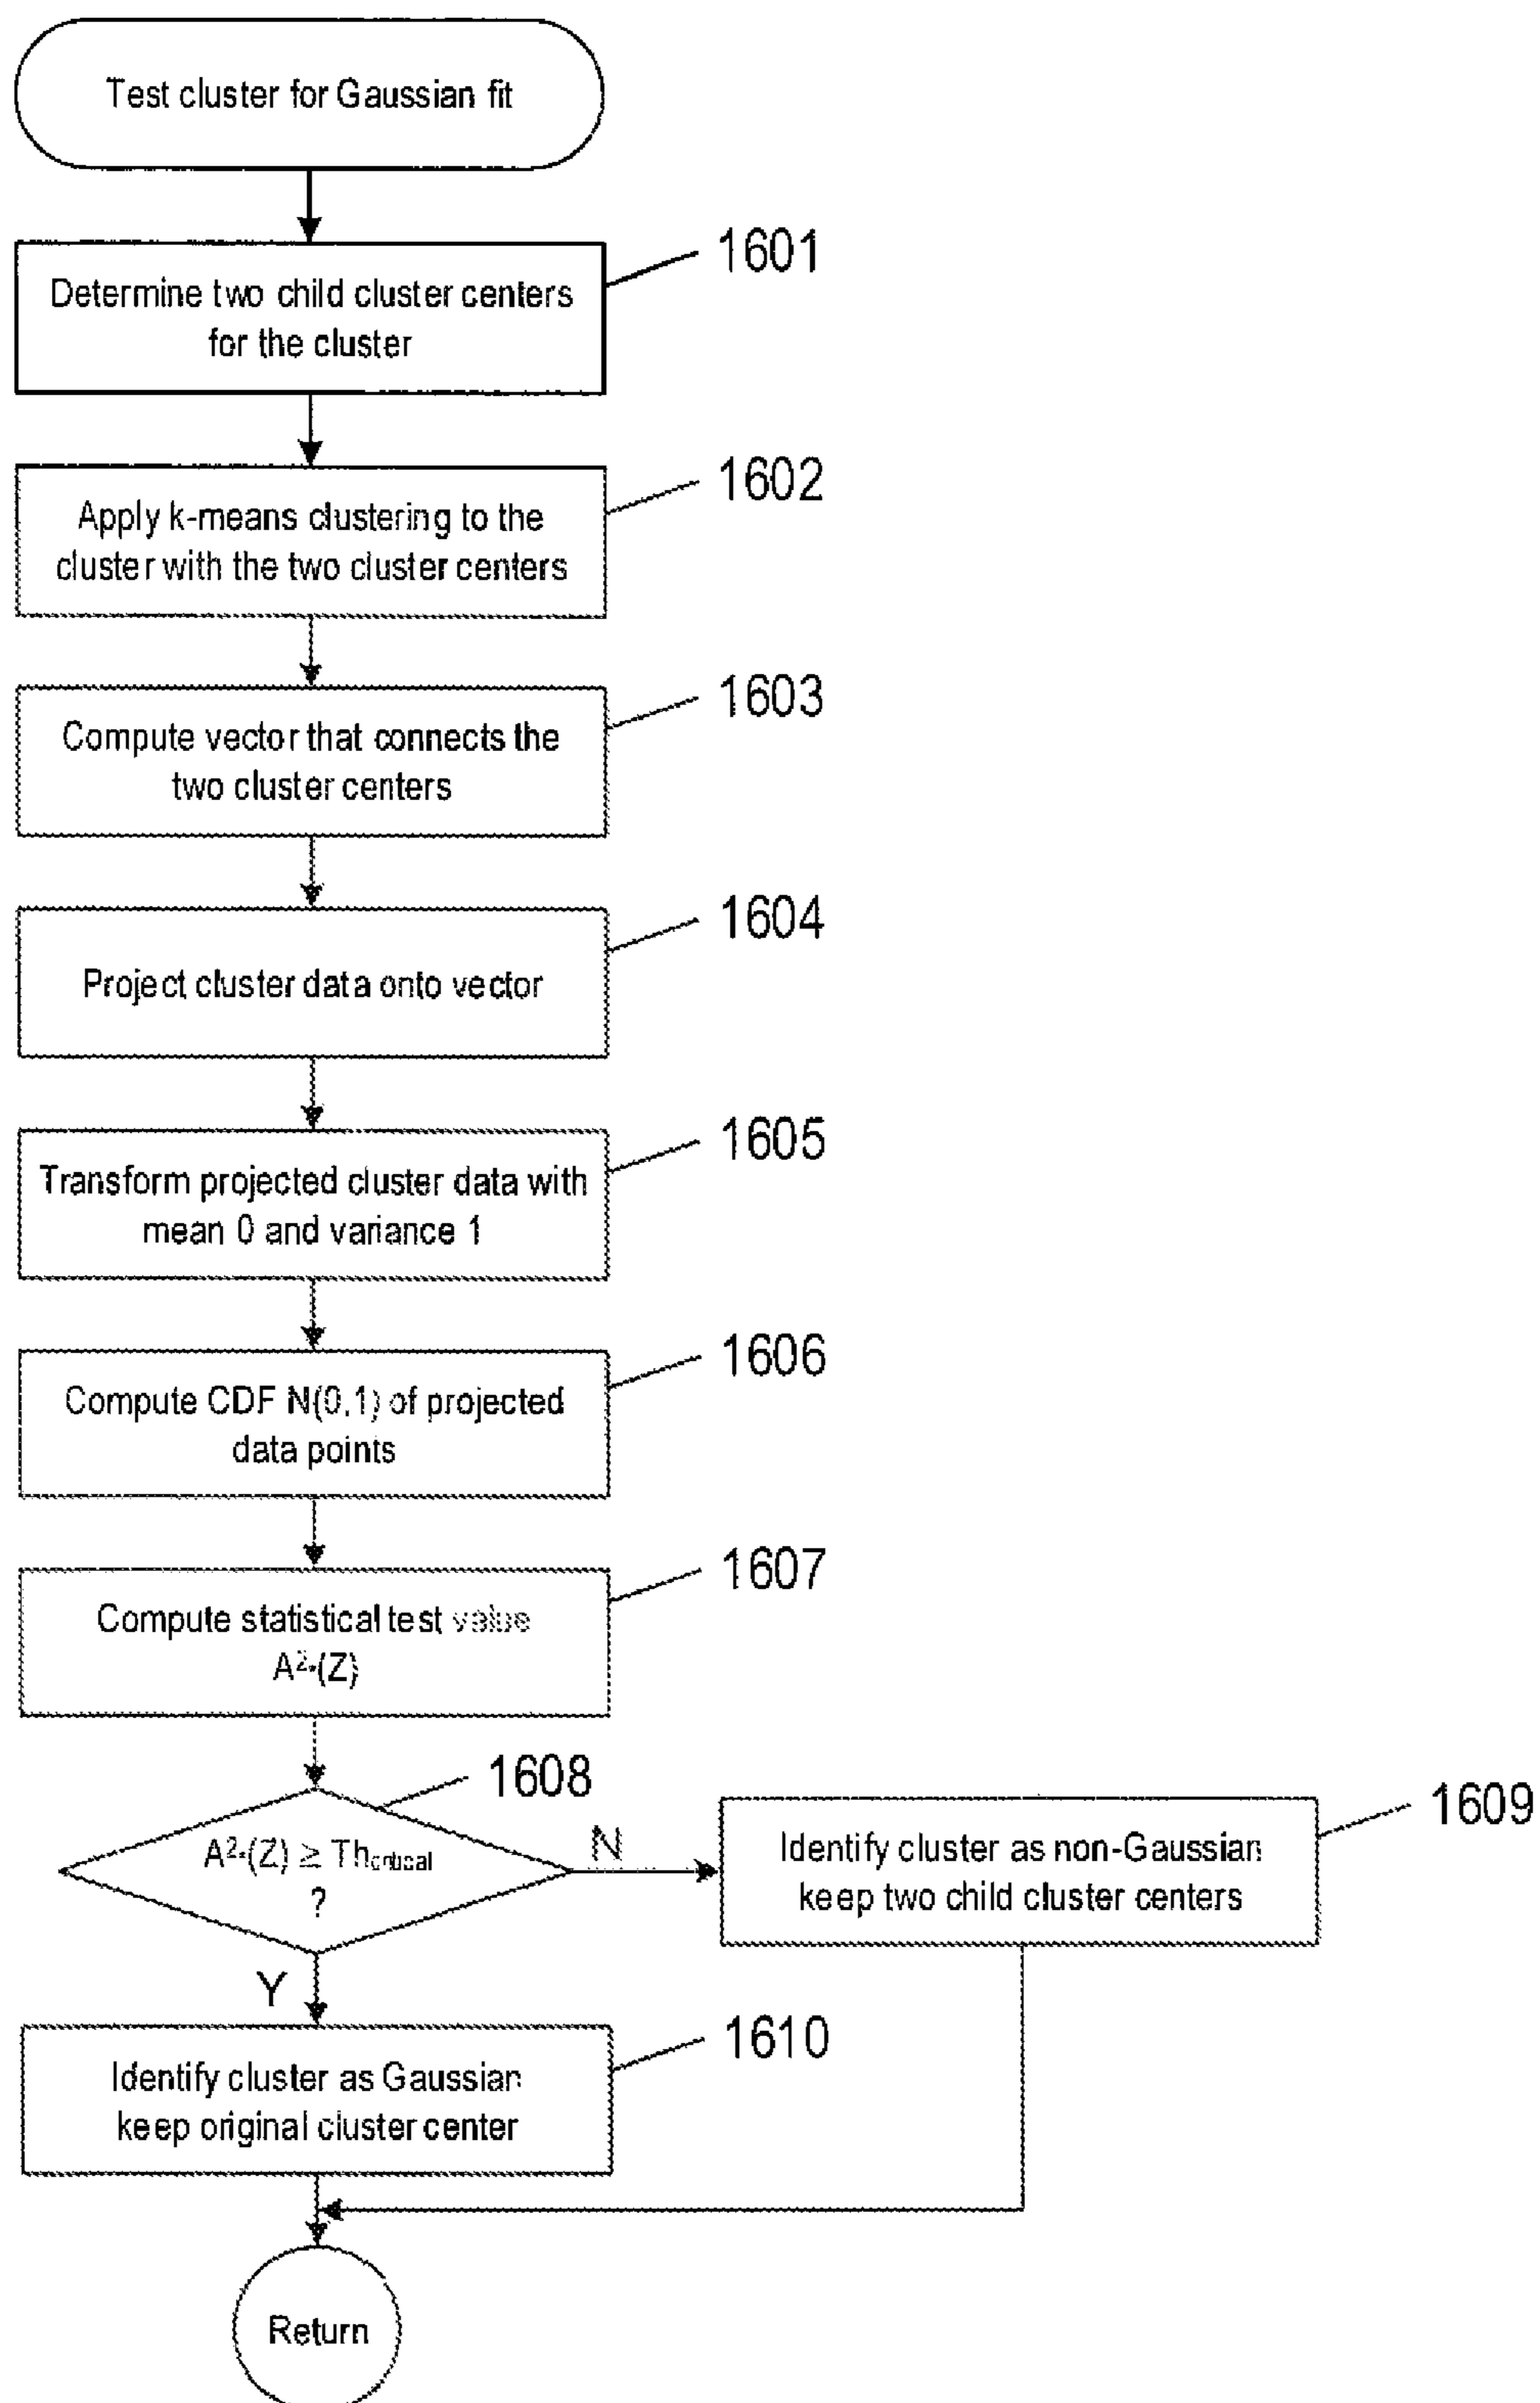 Test cluster for Gaussian fit
1601
Determine two child cluster centers
for the cluster
1602
Apply k-means clustering to the
cluster with the two cluster centers
1603
Compute vector that connects the
two cluster centers
1604
Project cluster data onto vector
1605
Transform projected cluster data with
mean 0 and variance 1
1606
Compute CDF N(0,1) of projected
data points
1607
Compute statistical test value
A²*(Z)
1608
A²*(Z) ≥ Th_critical
?
N
1609
Identify cluster as non-Gaussian
keep two child cluster centers
Y
1610
Identify cluster as Gaussian
keep original cluster center
Return